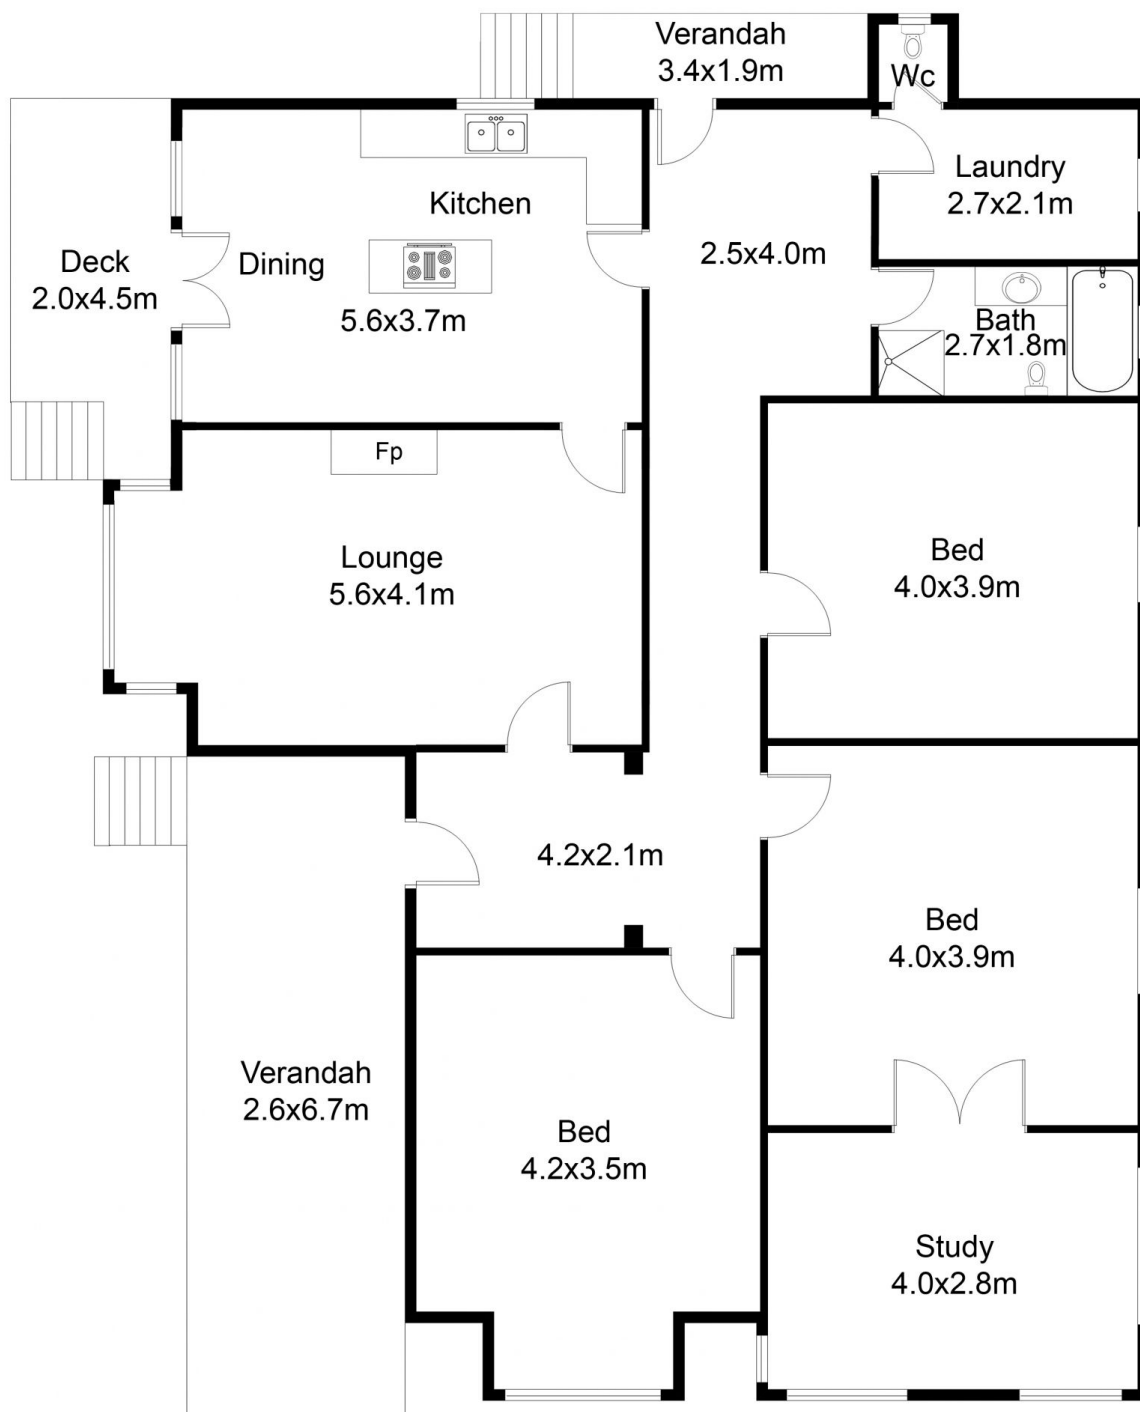 Verandah
3.4x1.9m
Wc
Laundry
2.7x2.1m
Kitchen
2.5x4.0m
Deck
2.0x4.5m
Dining
5.6x3.7m
Bath
2.7x1.8m
Fp
Lounge
5.6x4.1m
Bed
4.0x3.9m
4.2x2.1m
Bed
4.0x3.9m
Verandah
2.6x6.7m
Bed
4.2x3.5m
Study
4.0x2.8m